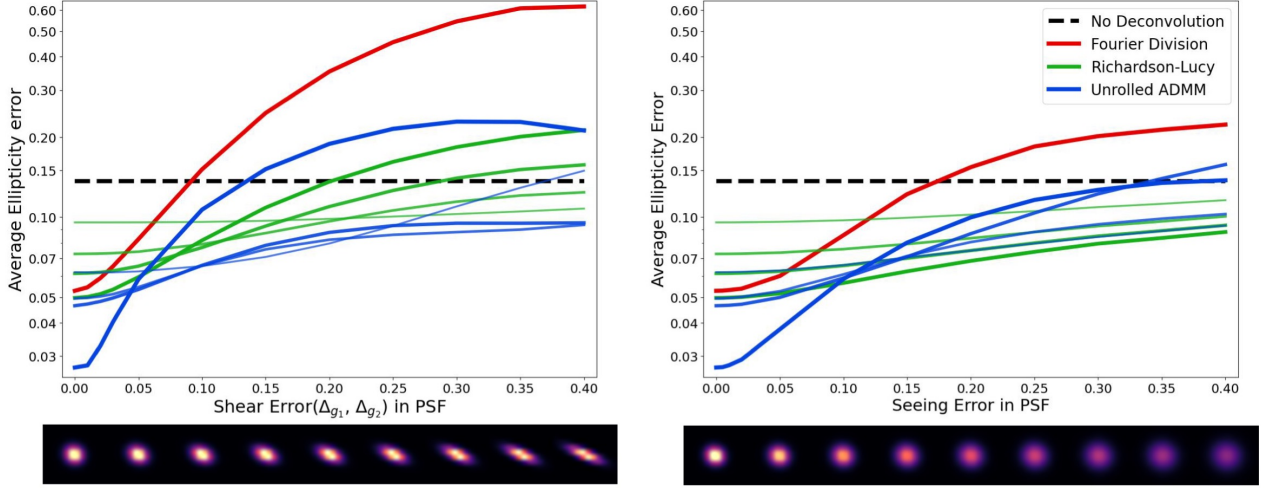 Average Ellipticity error
0.60
0.50
0.40
0.30
0.20
0.15
0.10
0.07
0.05
0.04
0.03
0.00 0.05 0.10 0.15 0.20 0.25 0.30 0.35 0.40
Shear Error(Δg₁, Δg₂) in PSF
Average Ellipticity Error
0.60
0.50
0.40
0.30
0.20
0.15
0.10
0.07
0.05
0.04
0.03
No Deconvolution
Fourier Division
Richardson-Lucy
Unrolled ADMM
0.00 0.05 0.10 0.15 0.20 0.25 0.30 0.35 0.40
Seeing Error in PSF